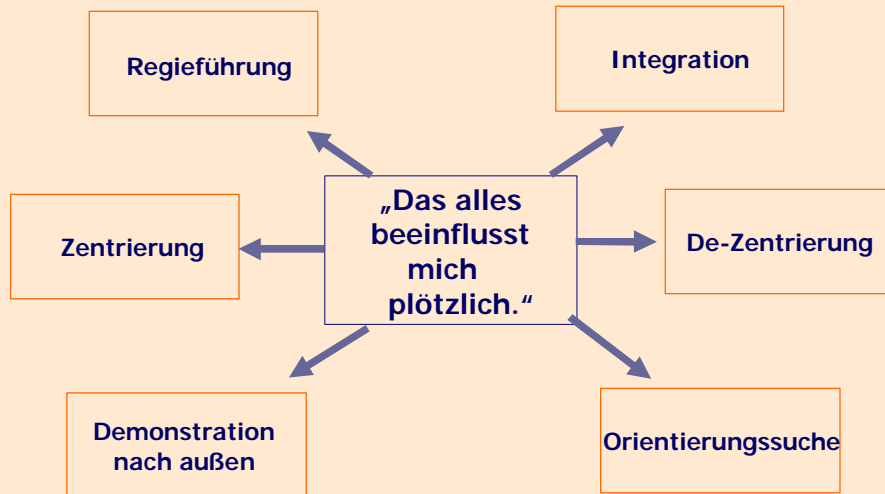 Regieführung
Integration
„Das alles
beeinflusst
mich
plötzlich.“
Zentrierung
De-Zentrierung
Demonstration
nach außen
Orientierungssuche